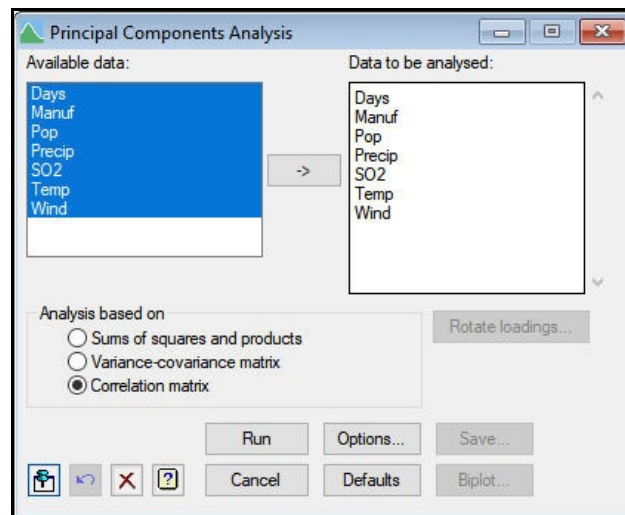 Principal Components Analysis
Available data:
Data to be analysed:
Days
Manuf
Pop
Precip
SO2
Temp
Wind
->
Days
Manuf
Pop
Precip
SO2
Temp
Wind
Analysis based on
Sums of squares and products
Variance-covariance matrix
Correlation matrix
Rotate loadings...
Run
Options...
Save...
Cancel
Defaults
Biplot...
?